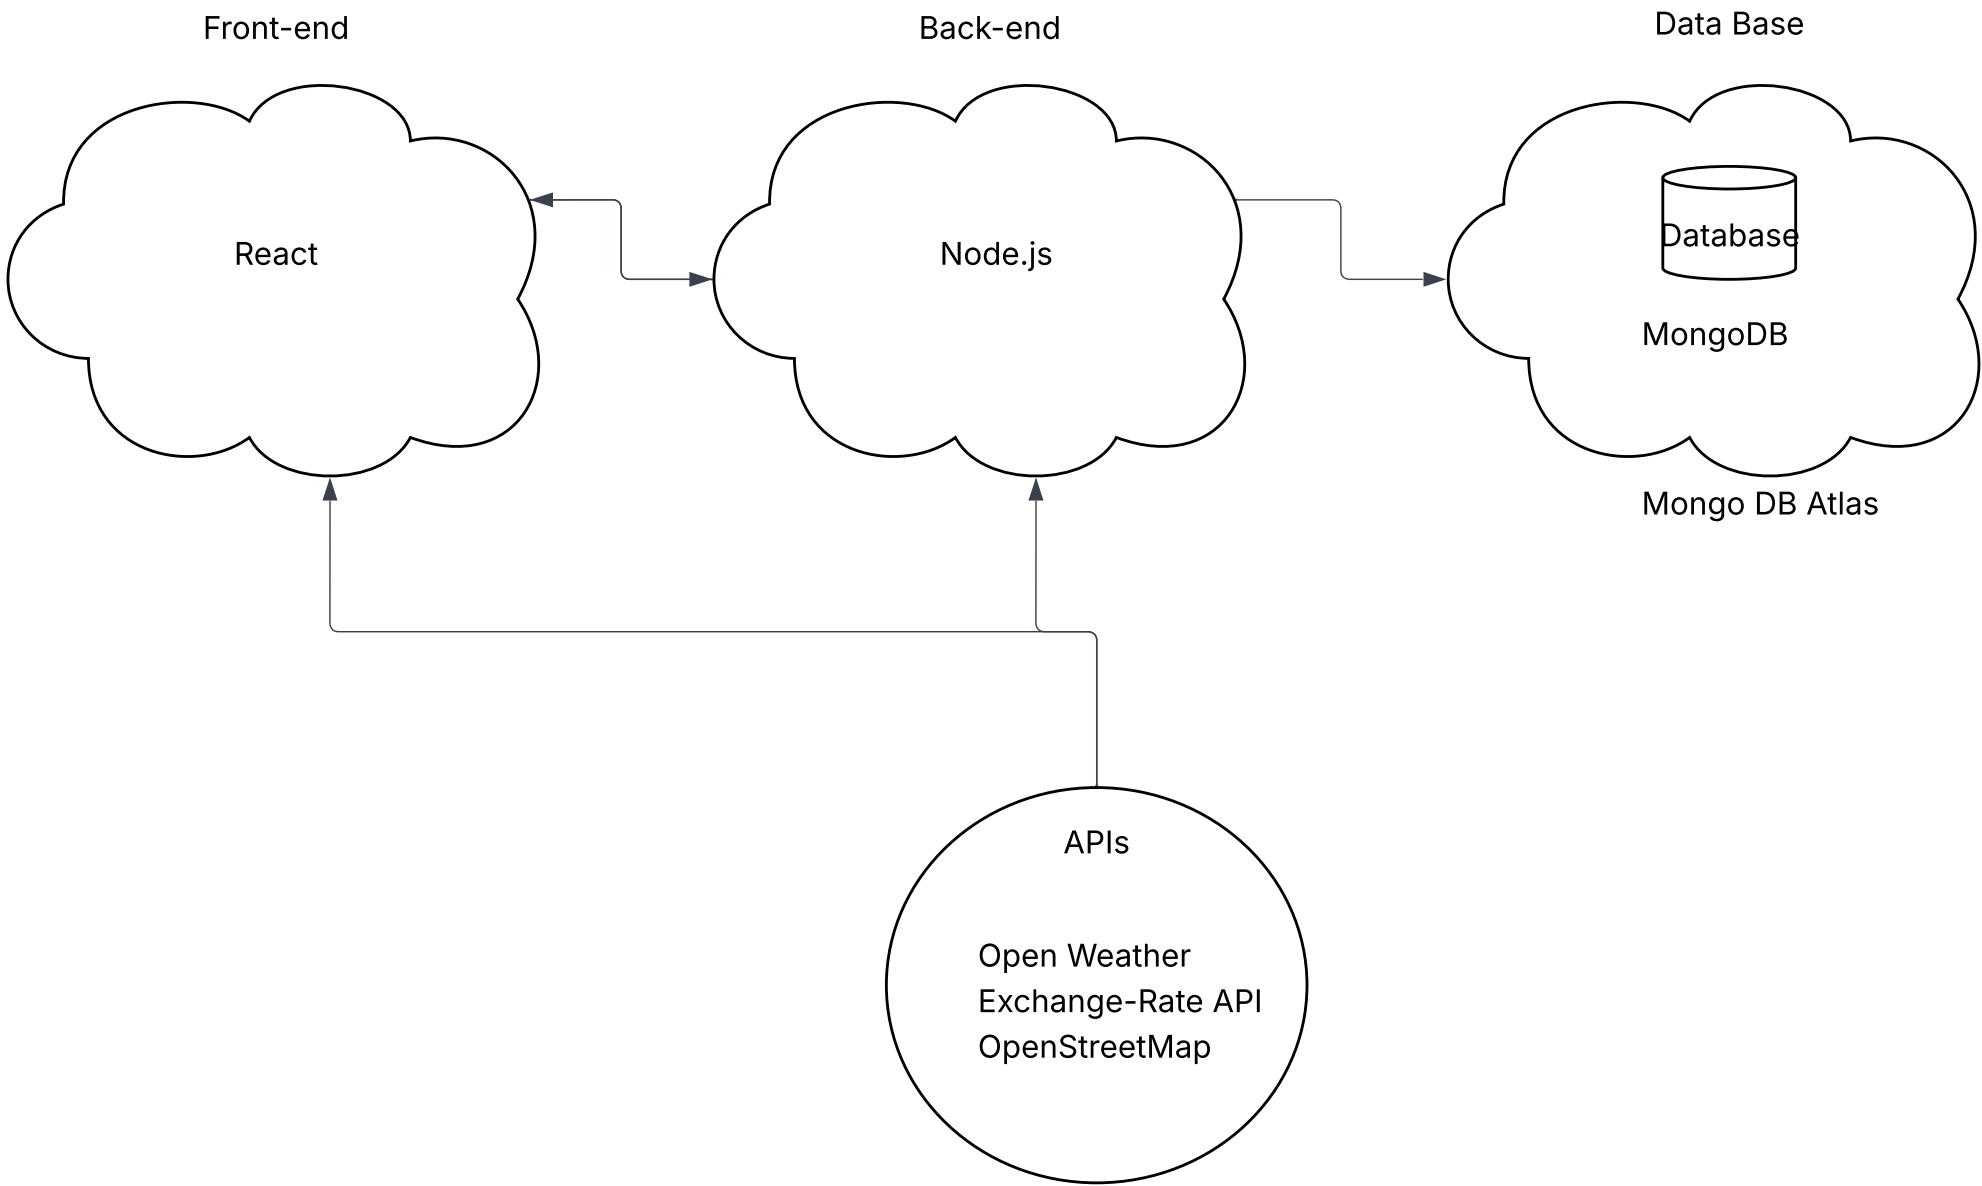 Front-end
Back-end
Data Base
React
Node.js
Database
MongoDB
Mongo DB Atlas
APIs
Open Weather
Exchange-Rate API
OpenStreetMap